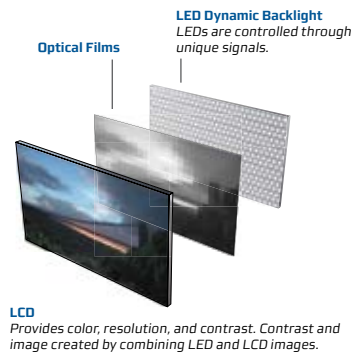 LED Dynamic Backlight
LEDs are controlled through
unique signals.
Optical Films
LCD
Provides color, resolution, and contrast. Contrast and
image created by combining LED and LCD images.